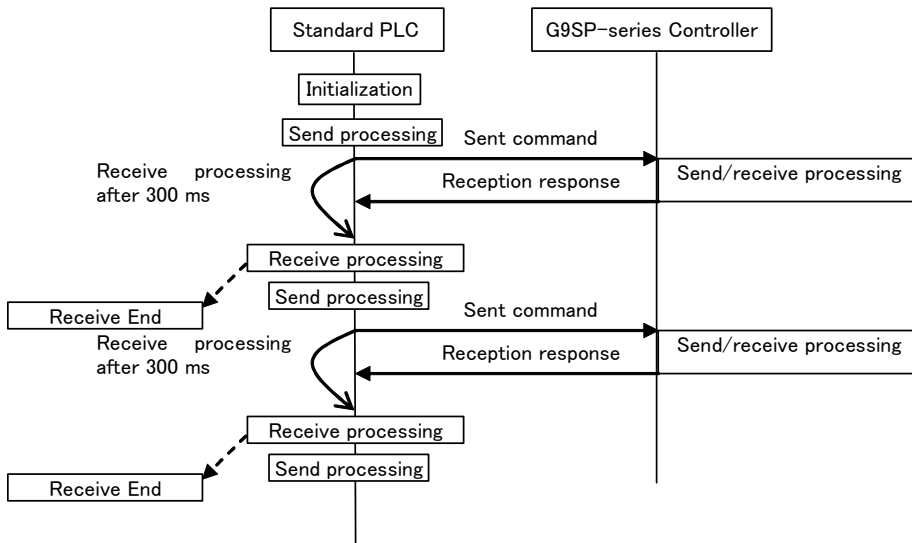 Standard PLC
G9SP-series Controller
Initialization
Send processing
Sent command
Receive processing
after 300 ms
Send/receive processing
Reception response
Receive processing
Send processing
Receive End
Sent command
Receive processing
after 300 ms
Send/receive processing
Reception response
Receive processing
Send processing
Receive End